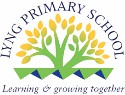 LYNG PRIMARY SCHOOL
Learning & growing together